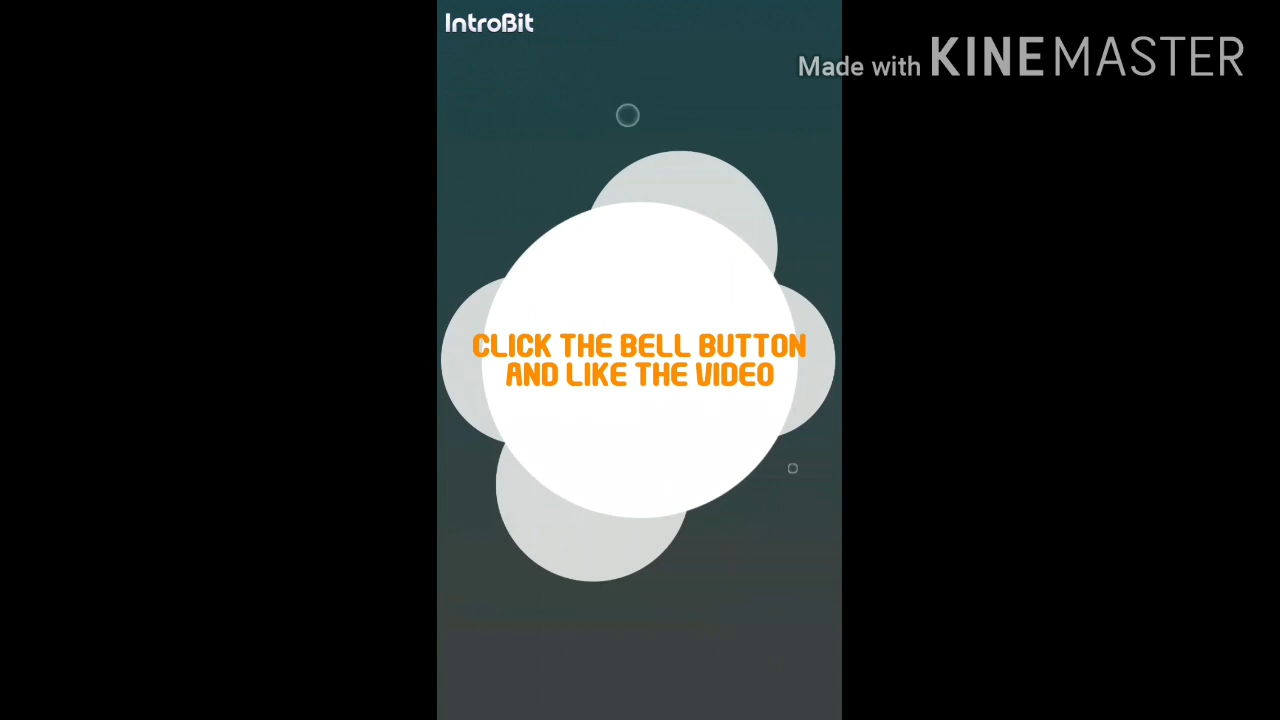 IntroBit
Made with KINEMASTER
CLICK THE BELL BUTTON
AND LIKE THE VIDEO